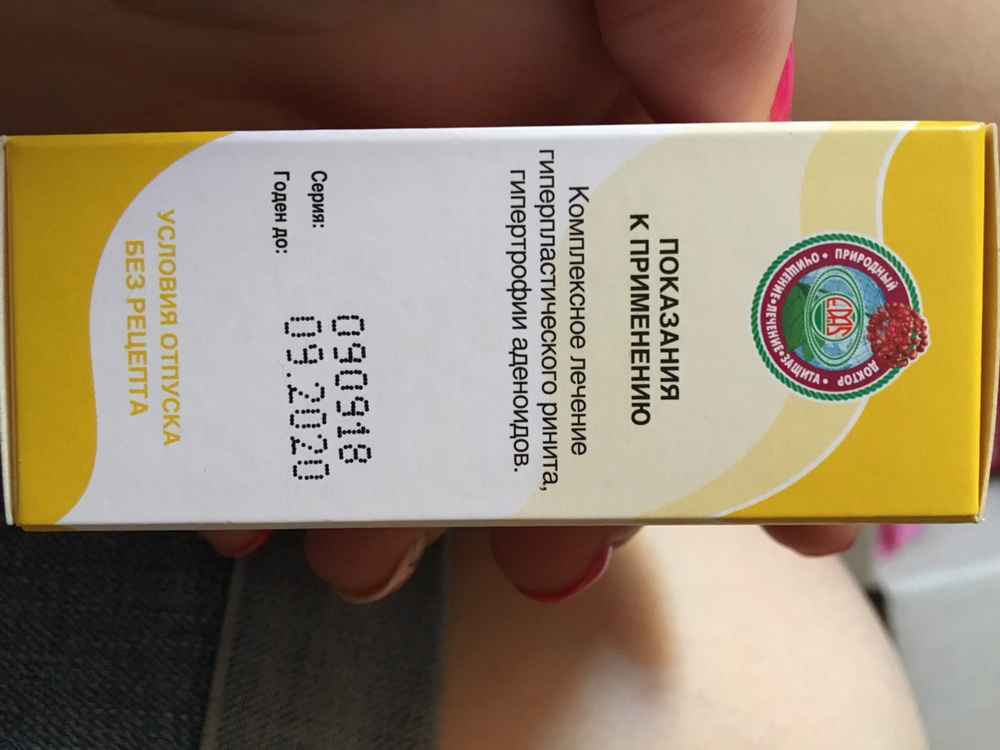 ПРИРОДНЫЙ ДОКТОР
ОЧИЩЕНИЕ • ЛЕЧЕНИЕ • ЗАЩИТА
EDAS
ПОКАЗАНИЯ
К ПРИМЕНЕНИЮ
Комплексное лечение
гиперпластического ринита,
гипертрофии аденоидов.
Серия: 090918
Годен до: 09.2020
УСЛОВИЯ ОТПУСКА
БЕЗ РЕЦЕПТА